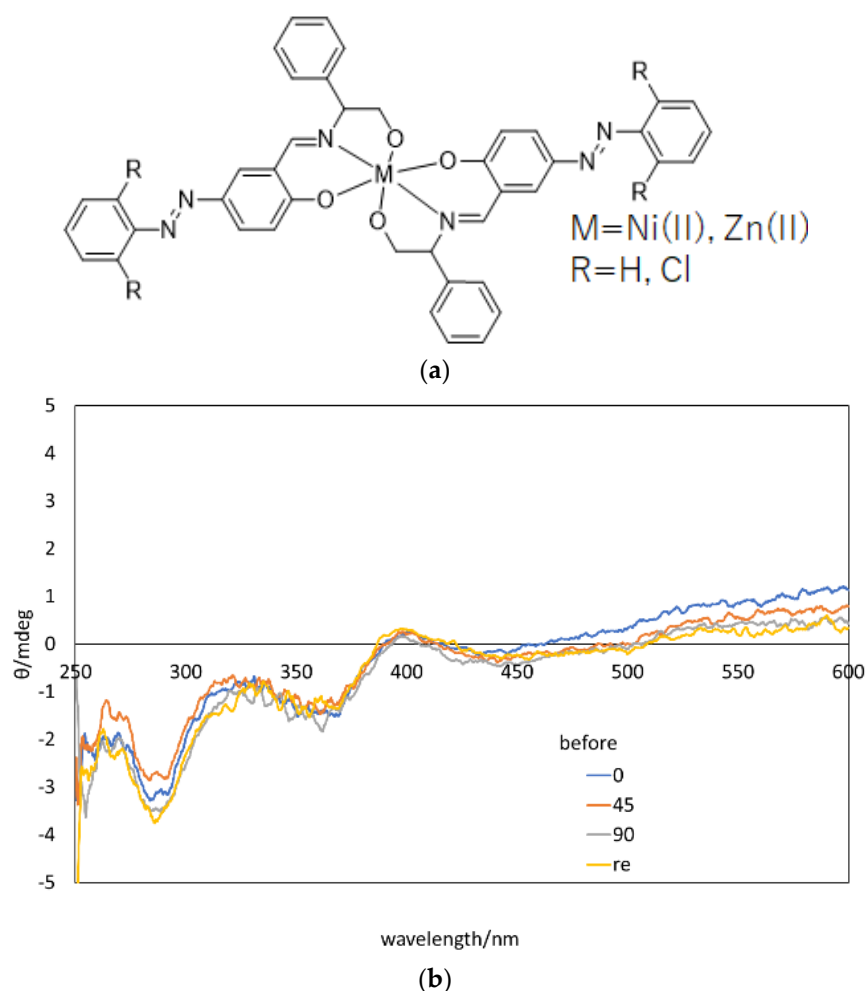 R
R
O
N
N
N
O
M
O
O
N
N
N
R
R
M=Ni(II), Zn(II)
R=H, Cl
(a)
5
4
3
2
1
0
-1
-2
-3
-4
-5
θ/mdeg
250 300 350 400 450 500 550 600
before
0
45
90
re
wavelength/nm
(b)